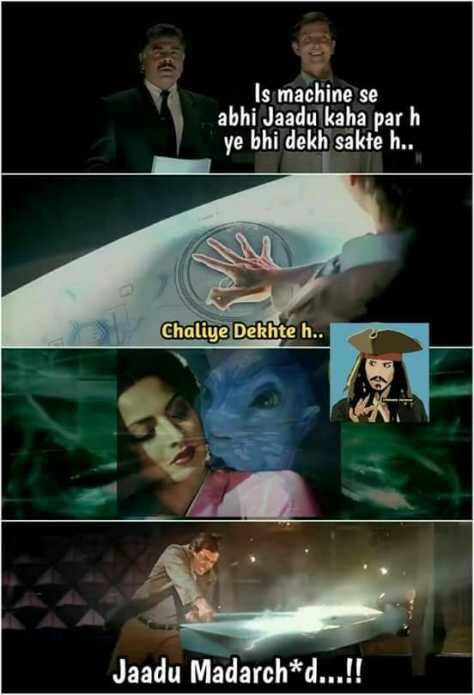 Is machine se
abhi Jaadu kaha par h
ye bhi dekh sakte h..
Chaliye Dekhte h..
Jaadu Madarch*d...!!